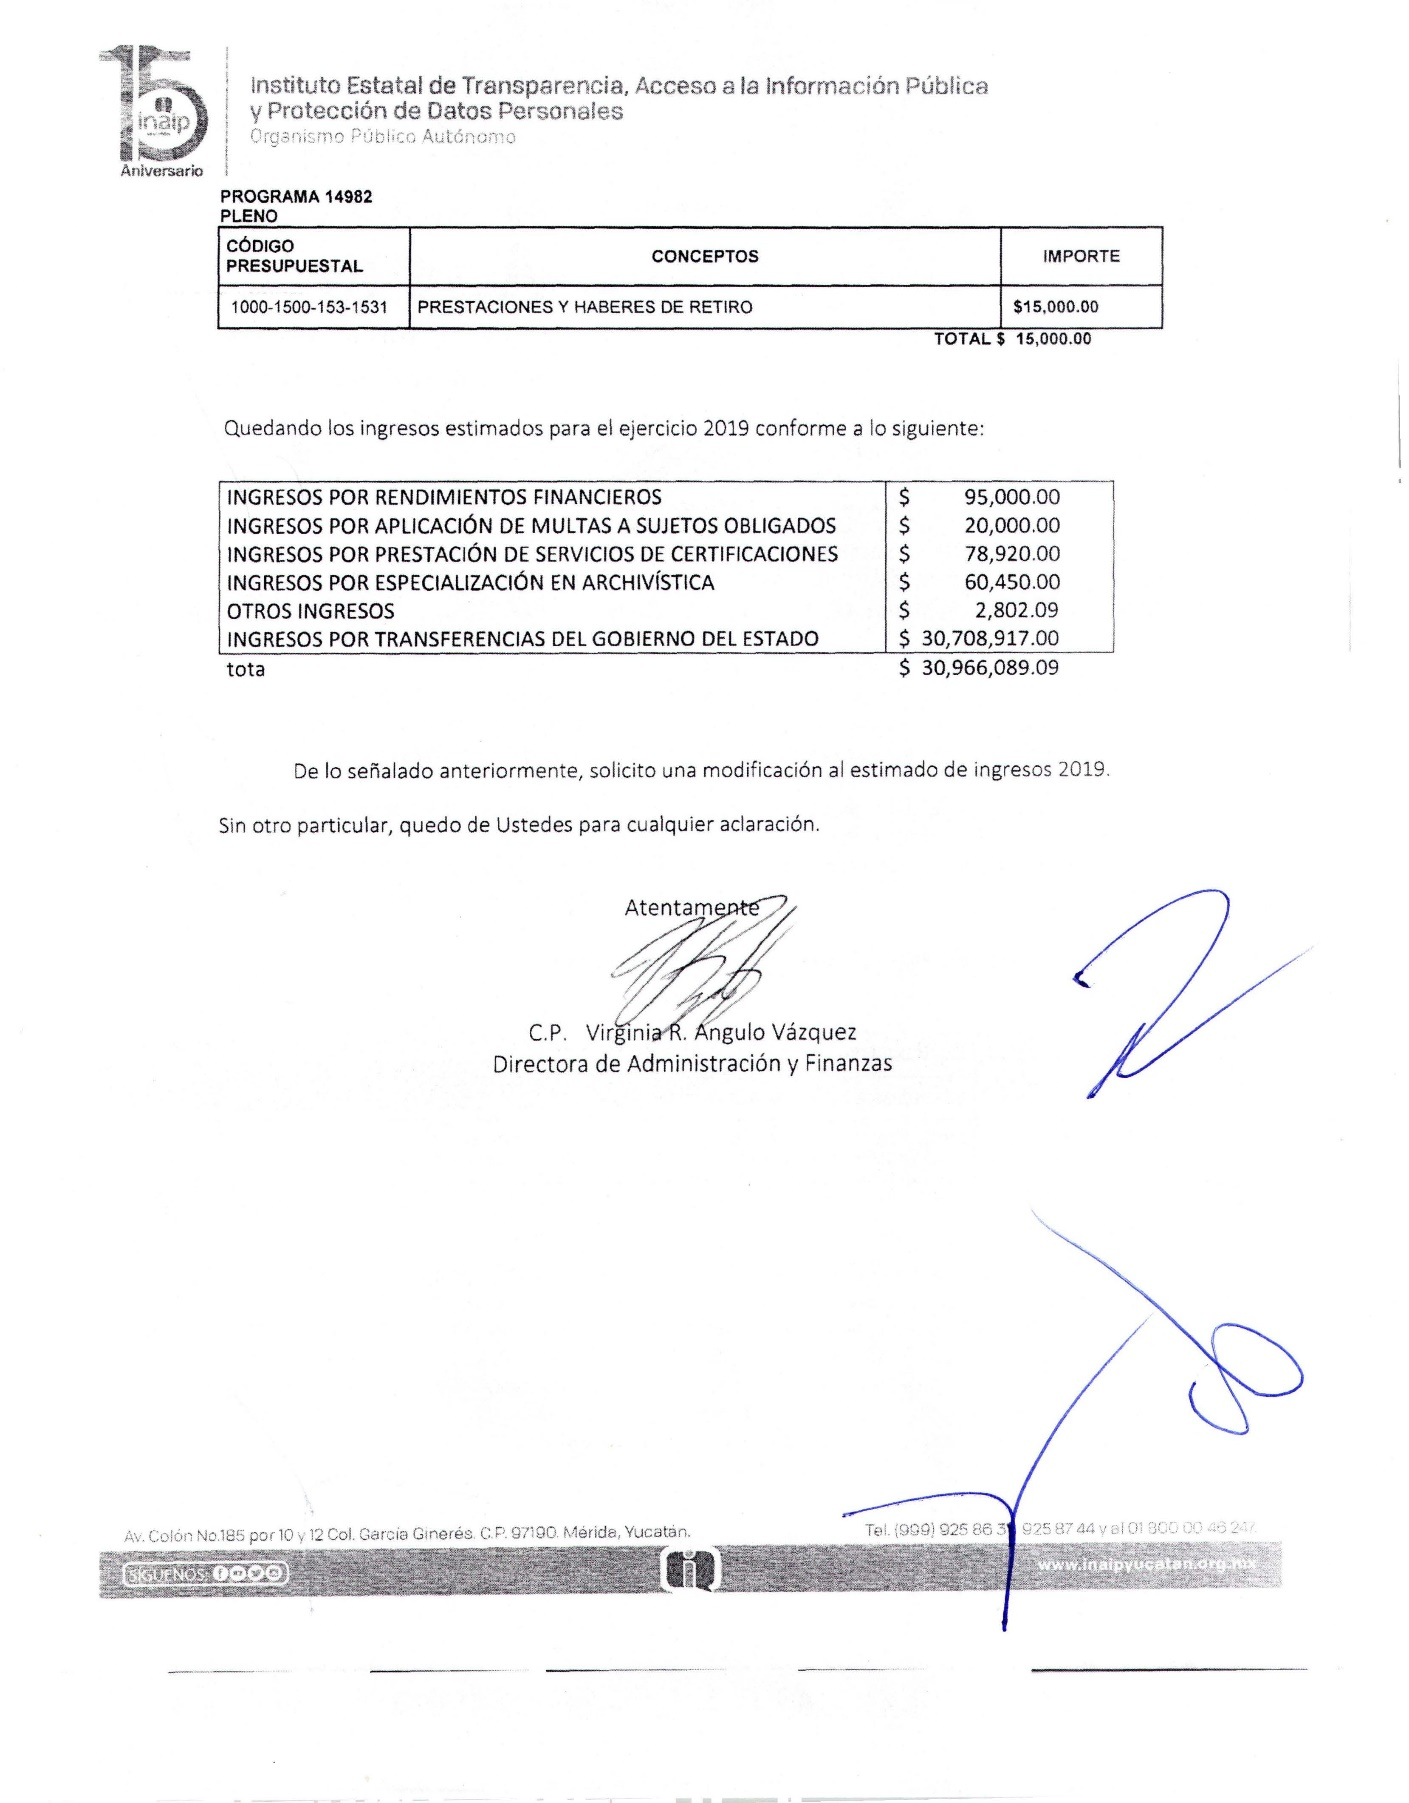 15
inaip
Aniversario
Instituto Estatal de Transparencia, Acceso a la Información Pública
y Protección de Datos Personales
Organismo Público Autónomo
PROGRAMA 14982
PLENO
CÓDIGO PRESUPUESTAL CONCEPTOS IMPORTE
1000-1500-153-1531 PRESTACIONES Y HABERES DE RETIRO $15,000.00
TOTAL $ 15,000.00
Quedando los ingresos estimados para el ejercicio 2019 conforme a lo siguiente:
INGRESOS POR RENDIMIENTOS FINANCIEROS $ 95,000.00
INGRESOS POR APLICACIÓN DE MULTAS A SUJETOS OBLIGADOS $ 20,000.00
INGRESOS POR PRESTACIÓN DE SERVICIOS DE CERTIFICACIONES $ 78,920.00
INGRESOS POR ESPECIALIZACIÓN EN ARCHIVÍSTICA $ 60,450.00
OTROS INGRESOS $ 2,802.09
INGRESOS POR TRANSFERENCIAS DEL GOBIERNO DEL ESTADO $ 30,708,917.00
tota $ 30,966,089.09
De lo señalado anteriormente, solicito una modificación al estimado de ingresos 2019.
Sin otro particular, quedo de Ustedes para cualquier aclaración.
Atentamente
C.P. Virginia R. Angulo Vázquez
Directora de Administración y Finanzas
Av. Colón No.185 por 10 y 12 Col. García Ginerés. C.P. 97190. Mérida, Yucatán.
Tel. (999) 925 86 925 87 44 y al 01 800 00 46 247
SÍGUENOS:
www.inaipyucatan.org.mx